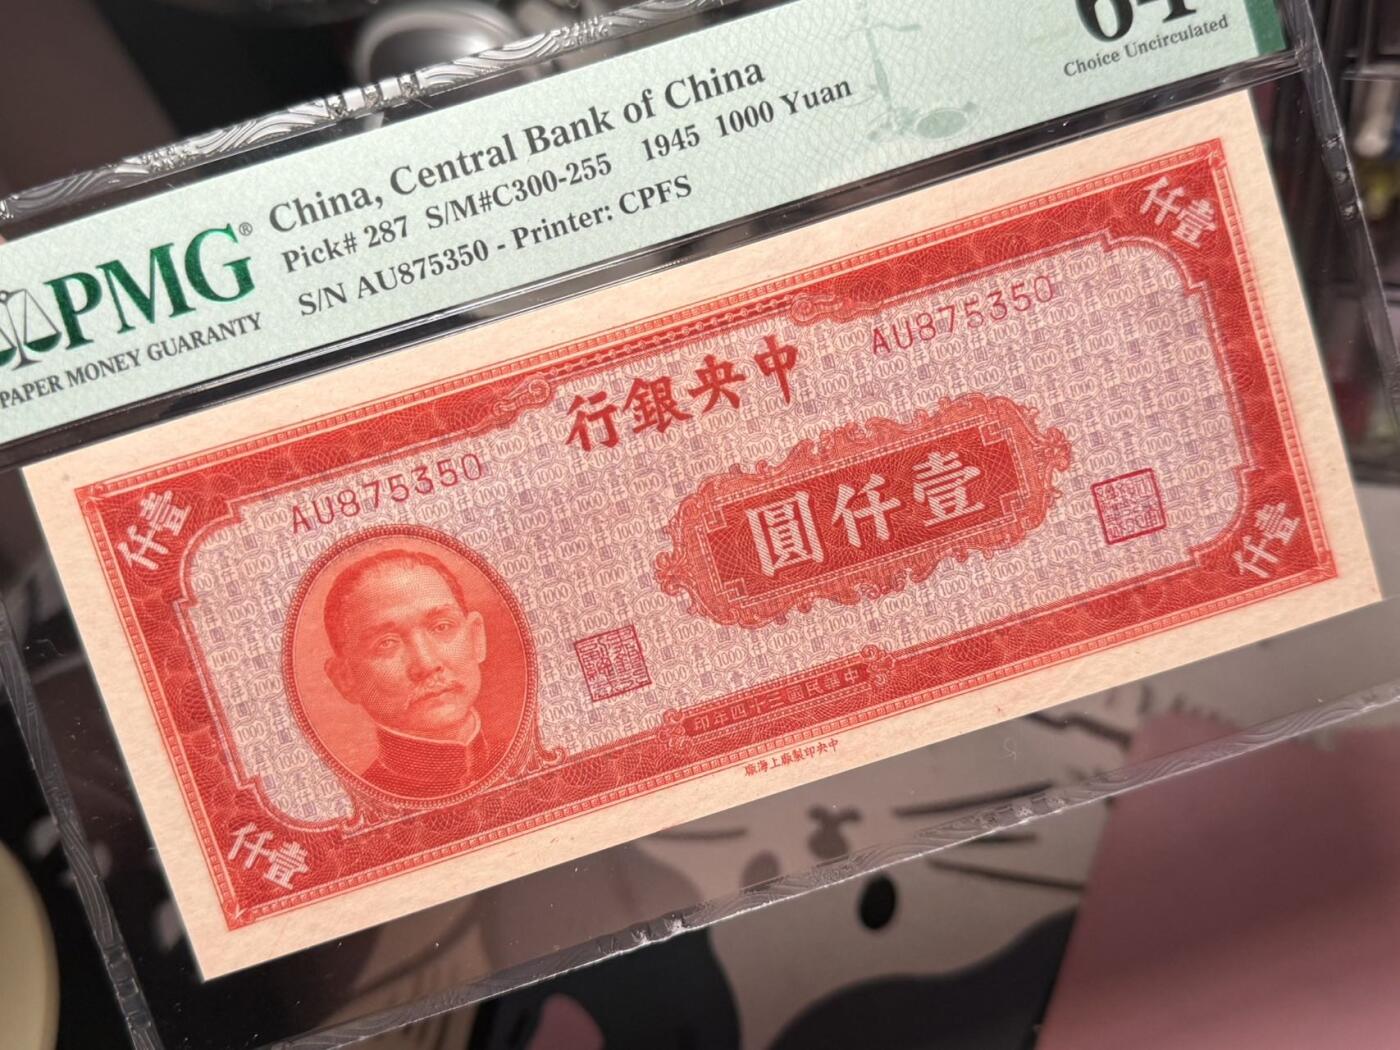 64
Choice Uncirculated
China, Central Bank of China
Pick# 287 S/M#C300-255 1945 1000 Yuan
S/N AU875350 - Printer: CPFS
PMG®
PAPER MONEY GUARANTY
仟壹
行銀央中
AU875350
AU875350
仟壹
圓仟壹
印年四十三國民華中
廠海上廠製印央中
仟壹
仟壹